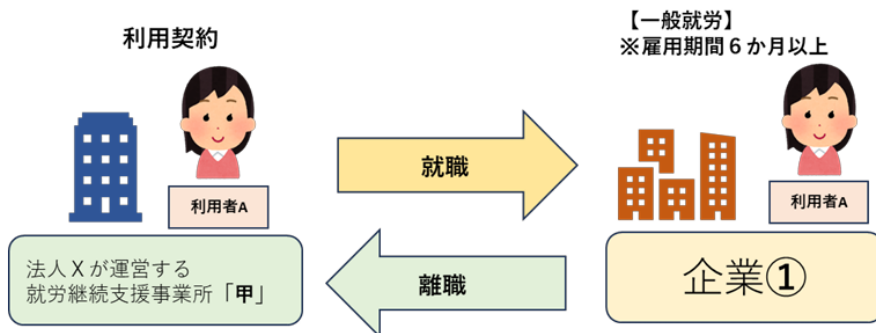 利用契約
【一般就労】
※雇用期間６か月以上
就職
利用者A
利用者A
法人Ｘが運営する
就労継続支援事業所「甲」
離職
企業①